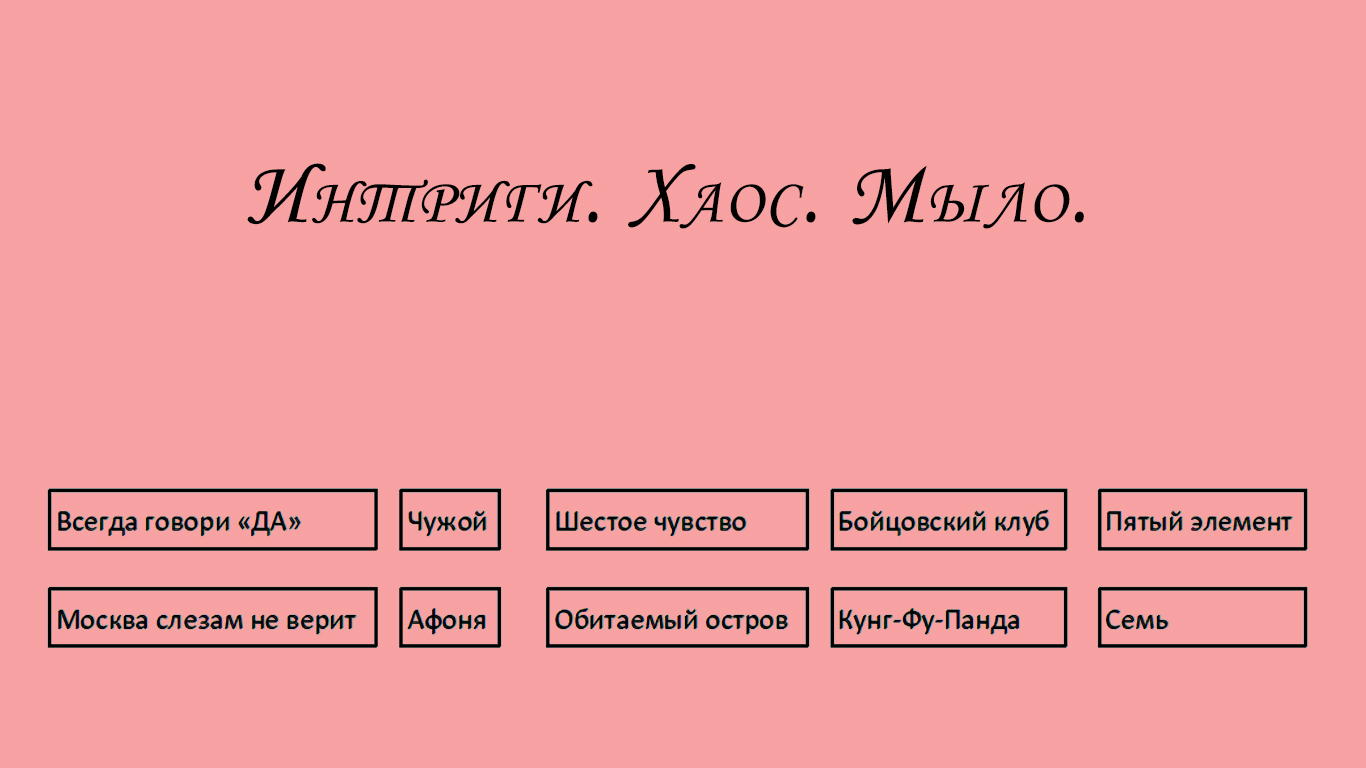 Интриги. Хаос. Мыло.
Всегда говори «ДА» Чужой Шестое чувство Бойцовский клуб Пятый элемент
Москва слезам не верит Афоня Обитаемый остров Кунг-Фу-Панда Семь